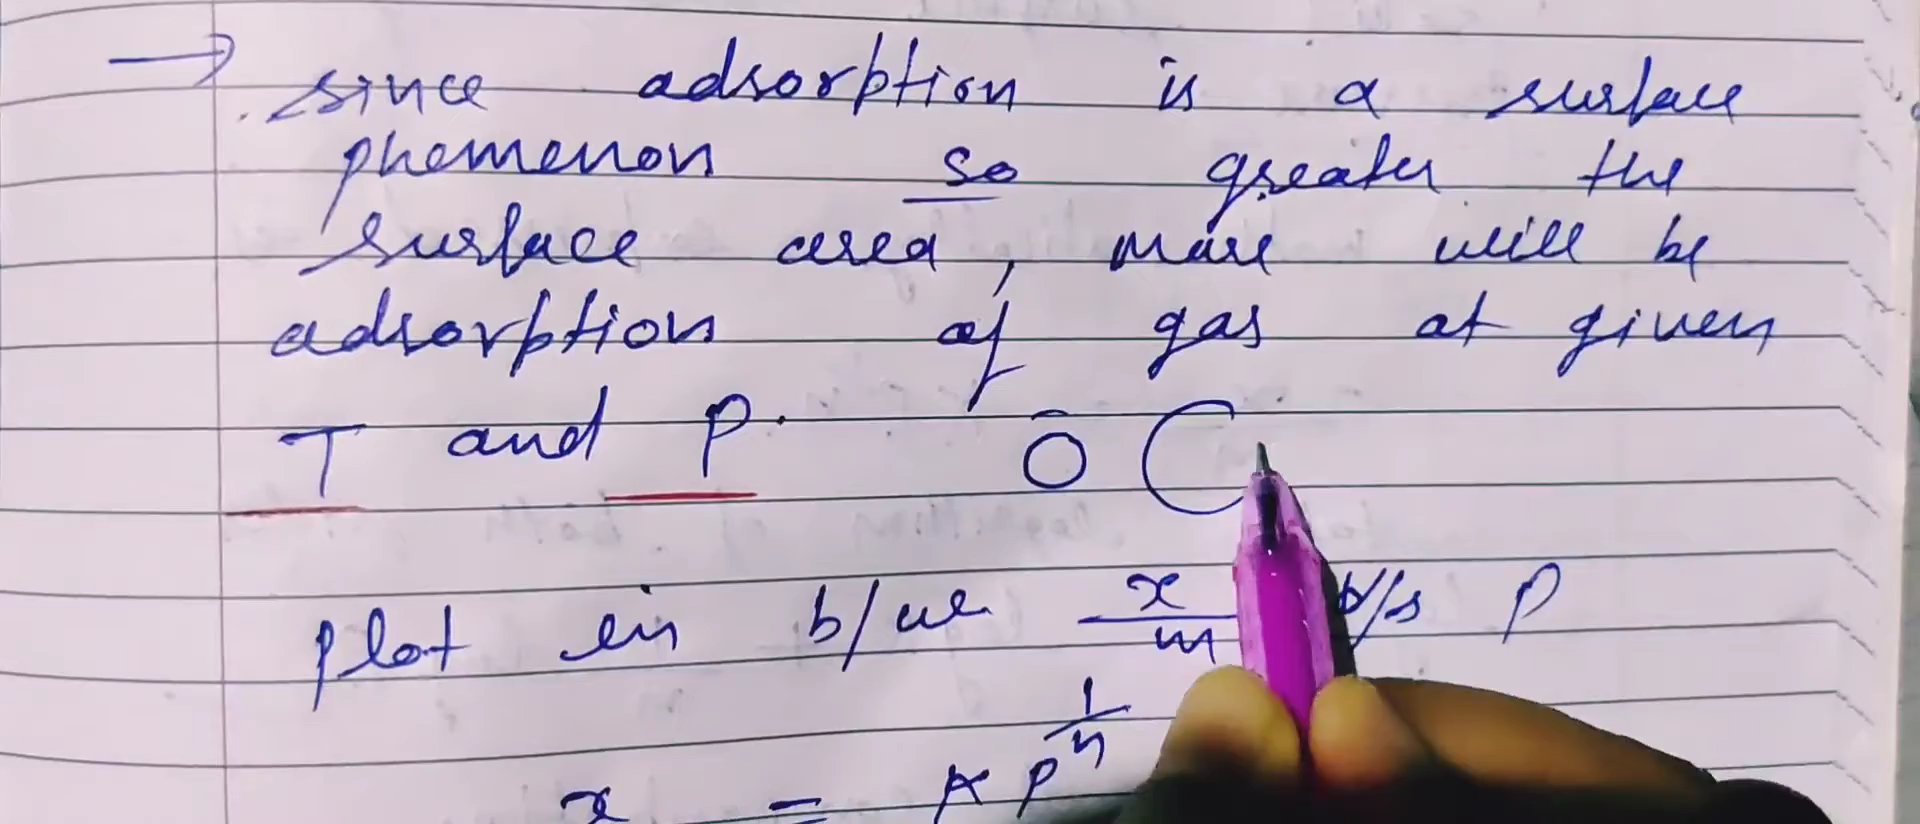 → since adsorption is a surface
phemenon so greater the
surface area, more will be
adsorption of gas at given
T and P.
plot in b/w x/m v/s P
x = K P^1/n